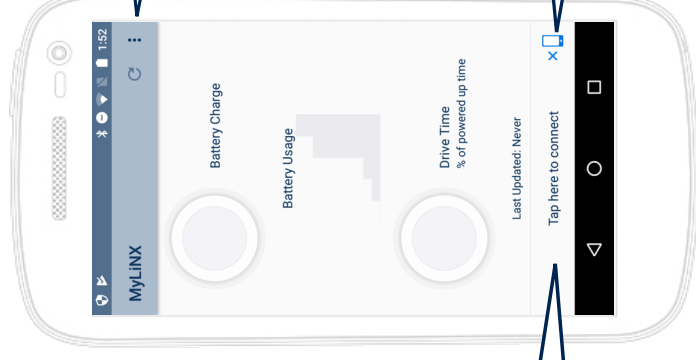 1:52
MyLiNX
Battery Charge
Battery Usage
Drive Time
% of powered up time
Last Updated: Never
Tap here to connect